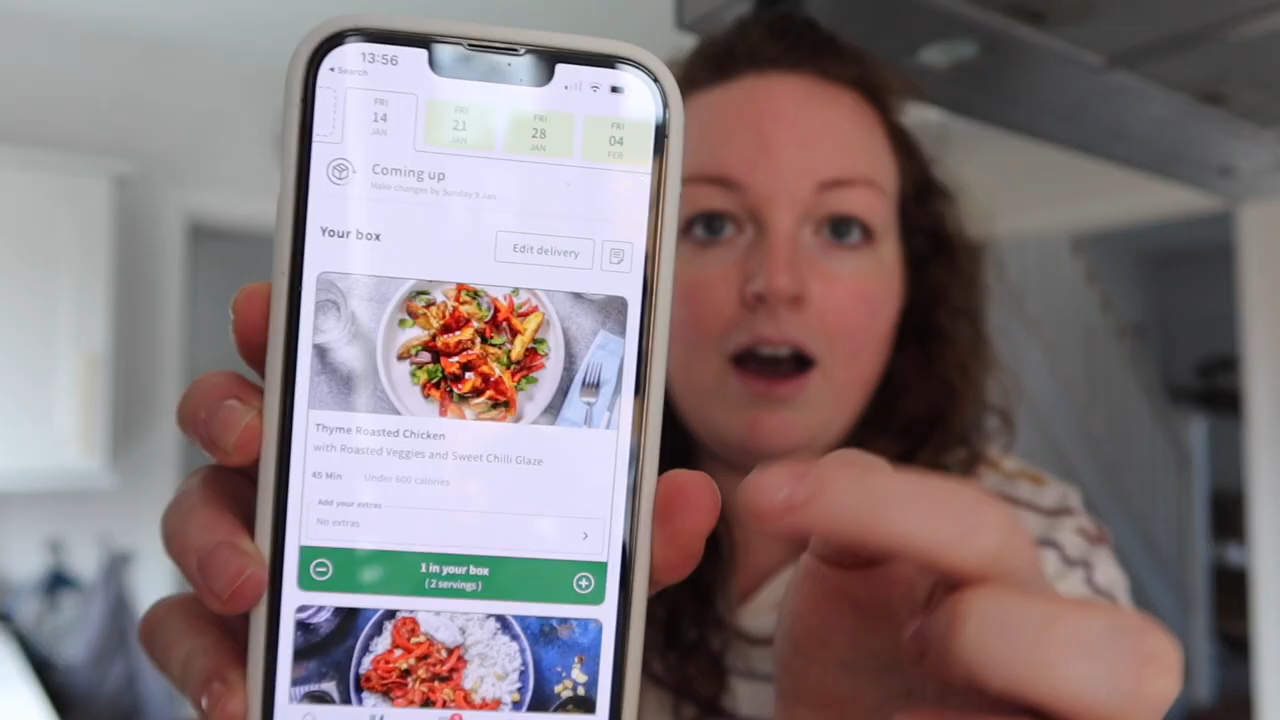 13:56
◂ Search
FRI
14
JAN
FRI
21
JAN
FRI
28
JAN
FRI
04
FEB
Coming up
Make changes by Sunday 9 Jan
Your box
Edit delivery
Thyme Roasted Chicken
with Roasted Veggies and Sweet Chilli Glaze
45 Min Under 600 calories
Add your extras
No extras
1 in your box
( 2 servings )